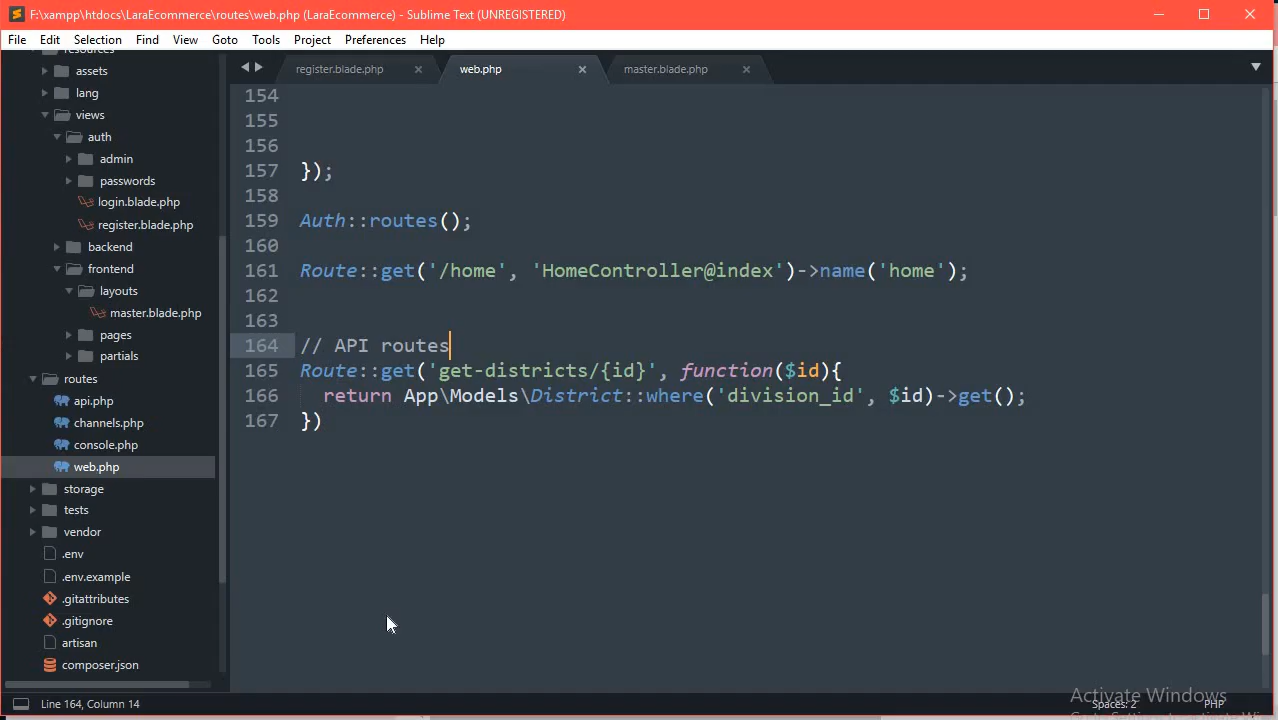 F:\xampp\htdocs\LaraEcommerce\routes\web.php (LaraEcommerce) - Sublime Text (UNREGISTERED)
File Edit Selection Find View Goto Tools Project Preferences Help
resources
assets
lang
views
auth
admin
passwords
login.blade.php
register.blade.php
backend
frontend
layouts
master.blade.php
pages
partials
routes
api.php
channels.php
console.php
web.php
storage
tests
vendor
.env
.env.example
.gitattributes
.gitignore
artisan
composer.json
register.blade.php web.php master.blade.php
154
155
156
157 });
158
159 Auth::routes();
160
161 Route::get('/home', 'HomeController@index')->name('home');
162
163
164 // API routes
165 Route::get('get-districts/{id}', function($id){
166 return App\Models\District::where('division_id', $id)->get();
167 })
Activate Windows
Line 164, Column 14 Spaces: 2 PHP